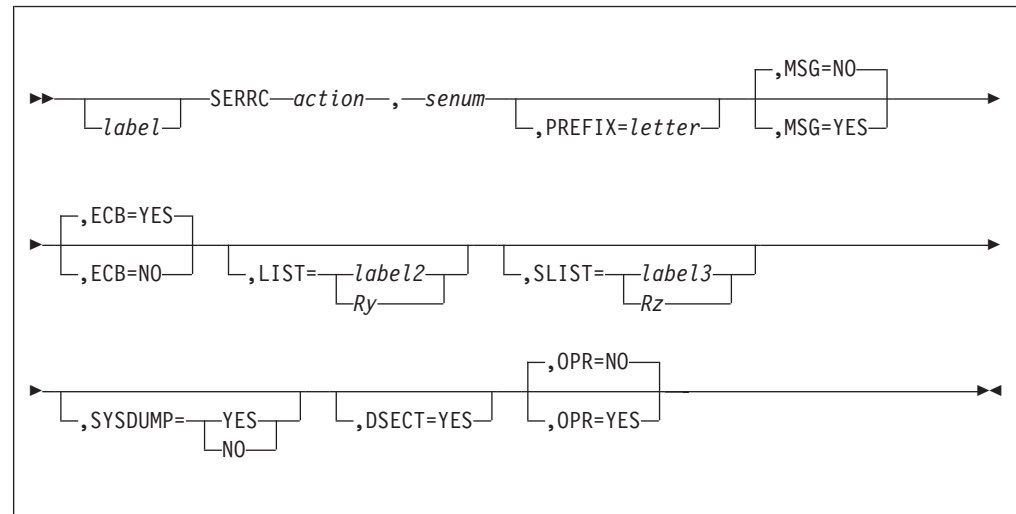 ,MSG=NO
SERRC action , senum
label ,PREFIX=letter ,MSG=YES
,ECB=YES
,ECB=NO ,LIST= label2 ,SLIST= label3
Ry Rz
,OPR=NO
,SYSDUMP= YES ,DSECT=YES ,OPR=YES
NO